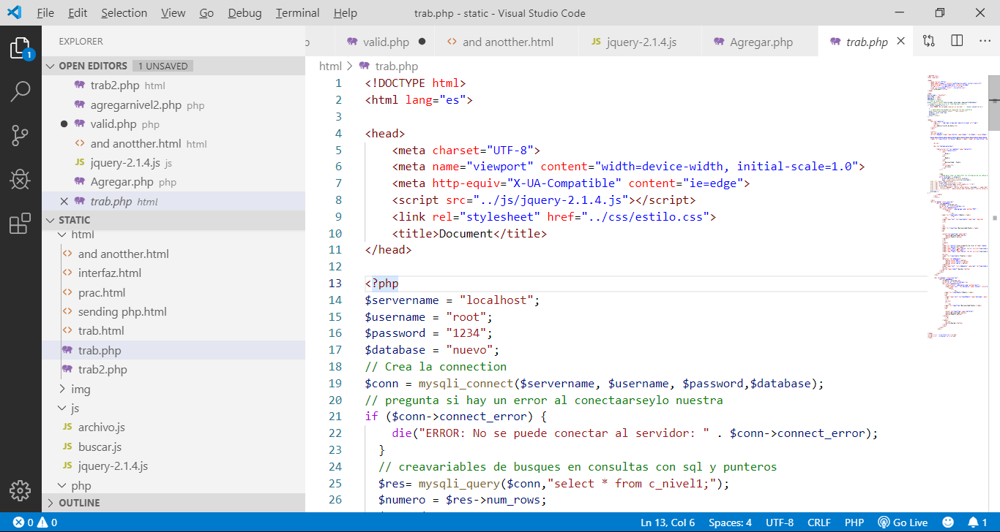 File Edit Selection View Go Debug Terminal Help trab.php - static - Visual Studio Code
EXPLORER
OPEN EDITORS 1 UNSAVED
trab2.php html
agregarnivel2.php php
valid.php php
and anotther.html html
JS jquery-2.1.4.js js
Agregar.php php
trab.php html
STATIC
html
and anotther.html
interfaz.html
prac.html
sending php.html
trab.html
trab.php
trab2.php
img
js
JS archivo.js
JS buscar.js
JS jquery-2.1.4.js
php
OUTLINE
valid.php and anotther.html JS jquery-2.1.4.js Agregar.php trab.php
html trab.php
1 <!DOCTYPE html>
2 <html lang="es">
3
4 <head>
5 <meta charset="UTF-8">
6 <meta name="viewport" content="width=device-width, initial-scale=1.0">
7 <meta http-equiv="X-UA-Compatible" content="ie=edge">
8 <script src="../js/jquery-2.1.4.js"></script>
9 <link rel="stylesheet" href="../css/estilo.css">
10 <title>Document</title>
11 </head>
12
13 <?php
14 $servername = "localhost";
15 $username = "root";
16 $password = "1234";
17 $database = "nuevo";
18 // Crea la connection
19 $conn = mysqli_connect($servername, $username, $password,$database);
20 // pregunta si hay un error al conectaarseylo nuestra
21 if ($conn->connect_error) {
22 die("ERROR: No se puede conectar al servidor: " . $conn->connect_error);
23 }
24 // creavariables de busques en consultas con sql y punteros
25 $res= mysqli_query($conn,"select * from c_nivel1;");
26 $numero = $res->num_rows;
1
0 0 Ln 13, Col 6 Spaces: 4 UTF-8 CRLF PHP Go Live 1